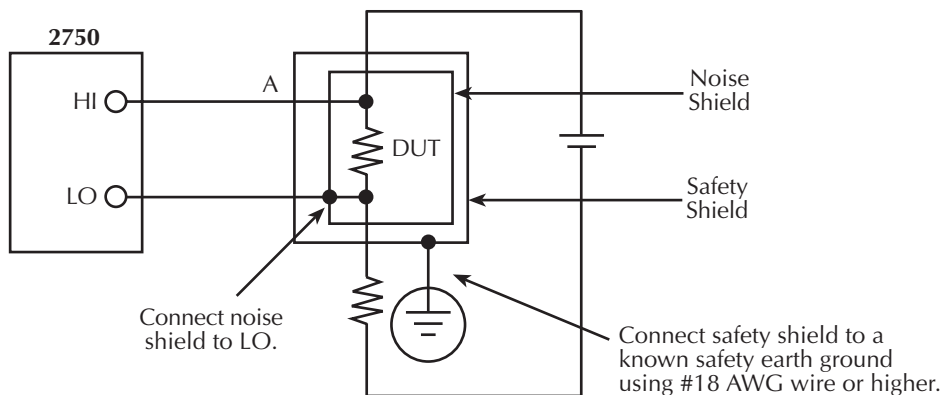 2750
HI
A
DUT
Noise
Shield
LO
Safety
Shield
Connect noise
shield to LO.
Connect safety shield to a
known safety earth ground
using #18 AWG wire or higher.